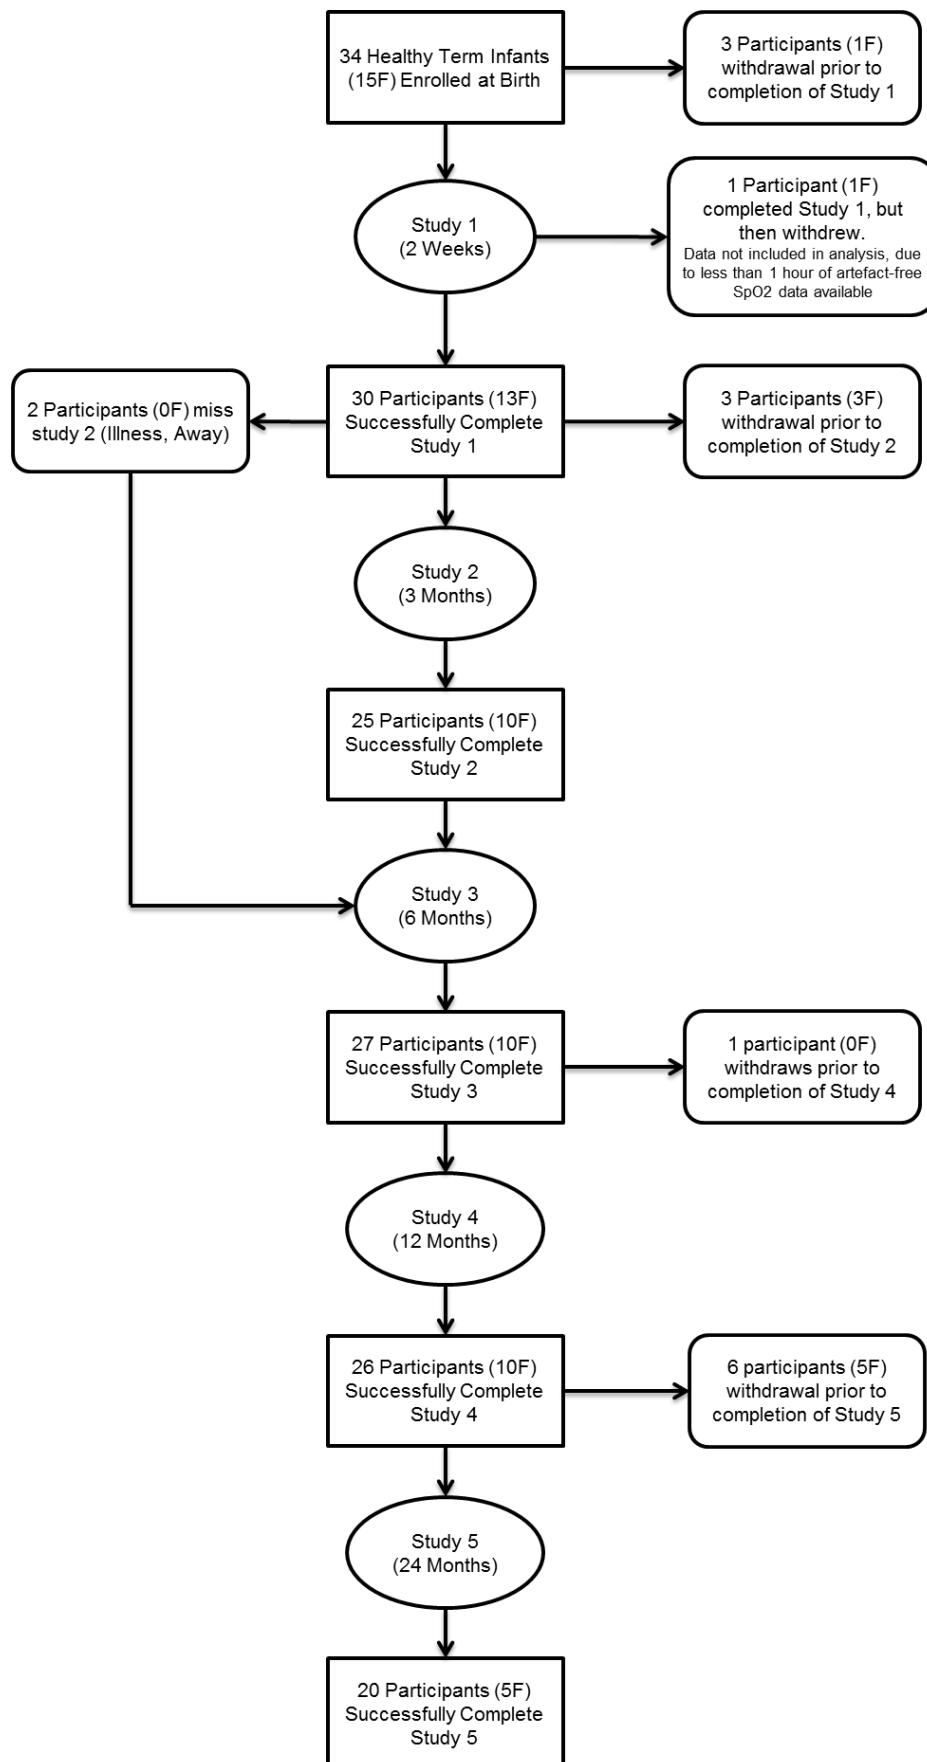 34 Healthy Term Infants
(15F) Enrolled at Birth
3 Participants (1F)
withdrawal prior to
completion of Study 1
Study 1
(2 Weeks)
1 Participant (1F)
completed Study 1, but
then withdrew.
Data not included in analysis, due
to less than 1 hour of artefact-free
SpO2 data available
2 Participants (0F) miss
study 2 (Illness, Away)
30 Participants (13F)
Successfully Complete
Study 1
3 Participants (3F)
withdrawal prior to
completion of Study 2
Study 2
(3 Months)
25 Participants (10F)
Successfully Complete
Study 2
Study 3
(6 Months)
27 Participants (10F)
Successfully Complete
Study 3
1 participant (0F)
withdraws prior to
completion of Study 4
Study 4
(12 Months)
26 Participants (10F)
Successfully Complete
Study 4
6 participants (5F)
withdrawal prior to
completion of Study 5
Study 5
(24 Months)
20 Participants (5F)
Successfully Complete
Study 5